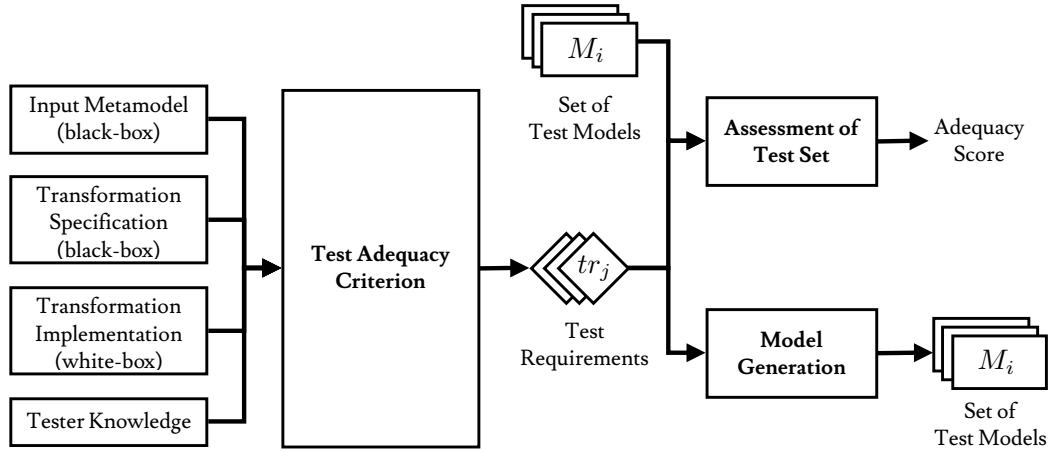 Input Metamodel
(black-box)
Transformation
Specification
(black-box)
Transformation
Implementation
(white-box)
Tester Knowledge
Test Adequacy
Criterion
M_i
Set of
Test Models
tr_j
Test
Requirements
Assessment of
Test Set
Adequacy
Score
Model
Generation
M_i
Set of
Test Models